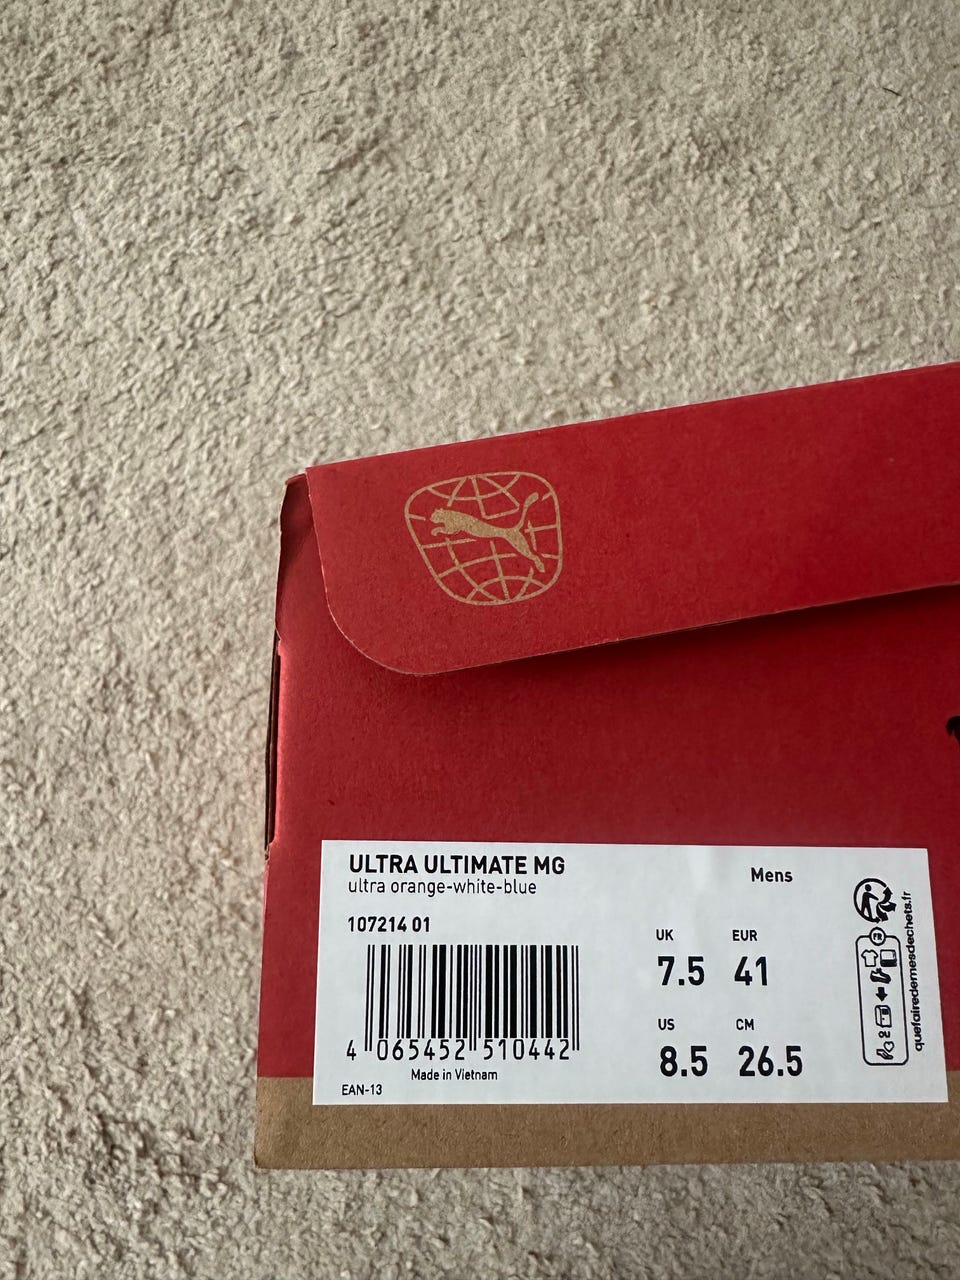 ULTRA ULTIMATE MG
ultra orange-white-blue
Mens
107214 01
UK EUR
7.5 41
US CM
8.5 26.5
4 065452 510442
Made in Vietnam
EAN-13
FR
quefairedemesdechets.fr